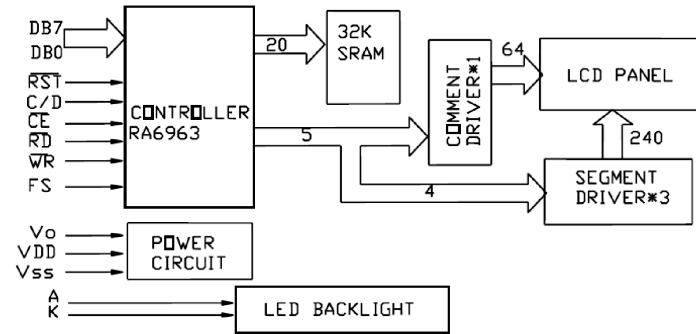 DB7
DB0
RST
C/D
CE
RD
WR
FS
CONTROLLER
RA6963
20
32K
SRAM
5
4
COMMENT
DRIVER*1
64
LCD PANEL
240
SEGMENT
DRIVER*3
Vo
VDD
Vss
POWER
CIRCUIT
A
K
LED BACKLIGHT